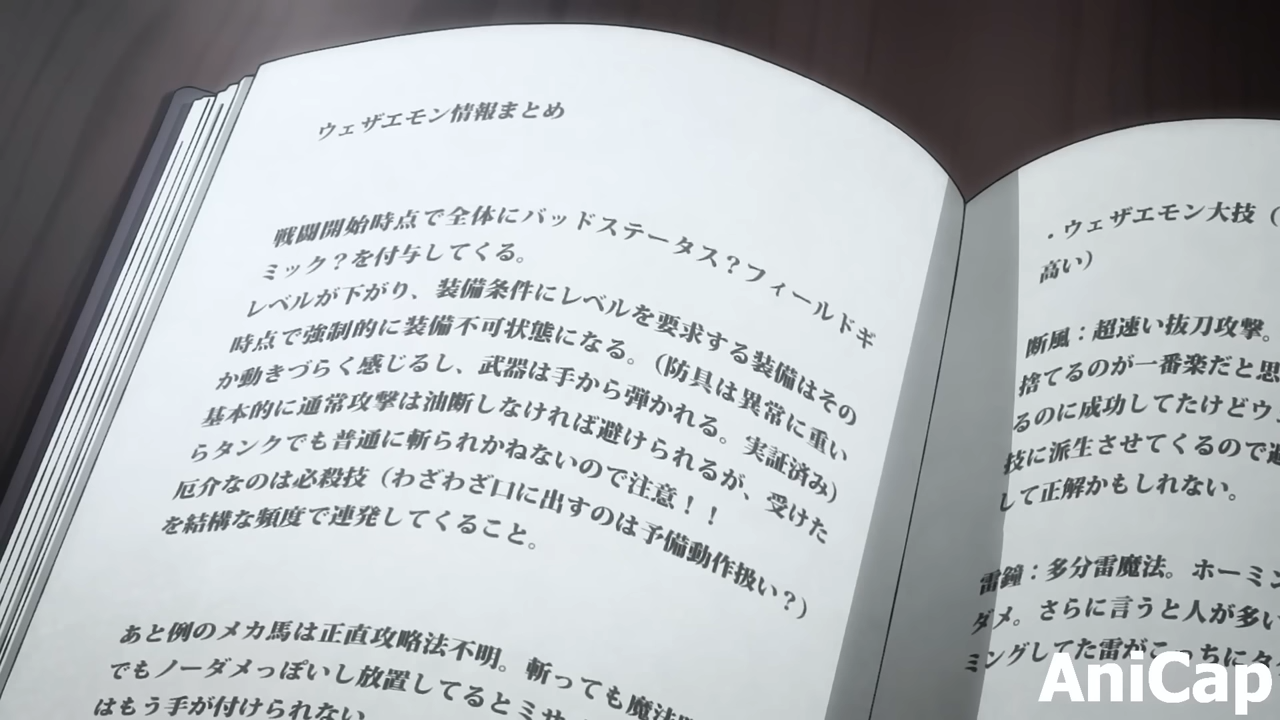 ウェザエモン情報まとめ
戦闘開始時点で全体にバッドステータス？フィールドギ
ミック？を付与してくる。
レベルが下がり、装備条件にレベルを要求する装備はその
時点で強制的に装備不可状態になる。（防具は異常に重い
か動きづらく感じるし、武器は手から弾かれる。実証済み）
基本的に通常攻撃は油断しなければ避けられるが、受けた
らタンクでも普通に斬られかねないので注意！！
厄介なのは必殺技（わざわざ口に出すのは予備動作扱い？）
を結構な頻度で連発してくること。
あと例のメカ馬は正直攻略法不明。斬っても魔法
でもノーダメっぽいし放置してるとミサ
はもう手が付けられない
・ウェザエモン大技（
高い）
断風：超速い抜刀攻撃。
捨てるのが一番楽だと思
るのに成功してたけどウ
技に派生させてくるので
して正解かもしれない。
雷鐘：多分雷魔法。ホーミン
ダメ。さらに言うと人が多い
ミングしてた雷がこっちにタ
AniCap